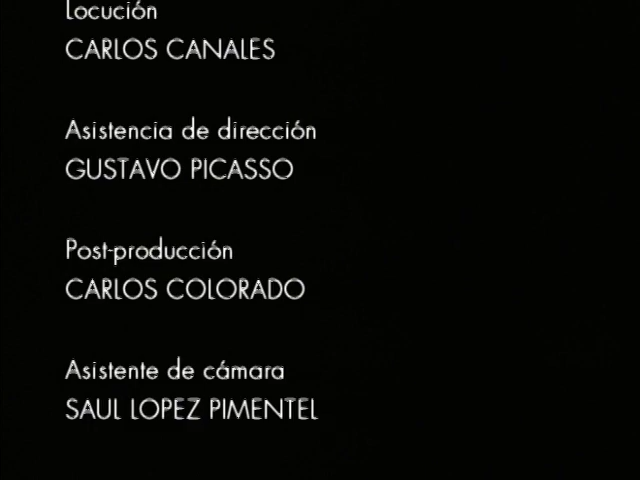 Locución
CARLOS CANALES
Asistencia de dirección
GUSTAVO PICASSO
Post-producción
CARLOS COLORADO
Asistente de cámara
SAUL LOPEZ PIMENTEL